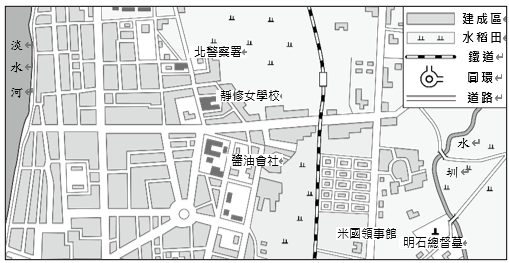 淡
水
河
北警察署
靜修女學校
醬油會社
米國領事館
明石總督墓
水
圳
建成區
水稻田
鐵道
圓環
道路